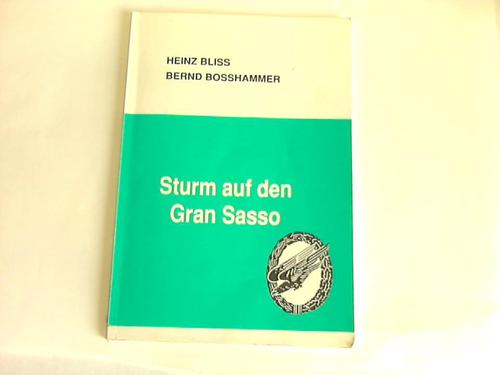 HEINZ BLISS
BERND BOSSHAMMER
Sturm auf den
Gran Sasso